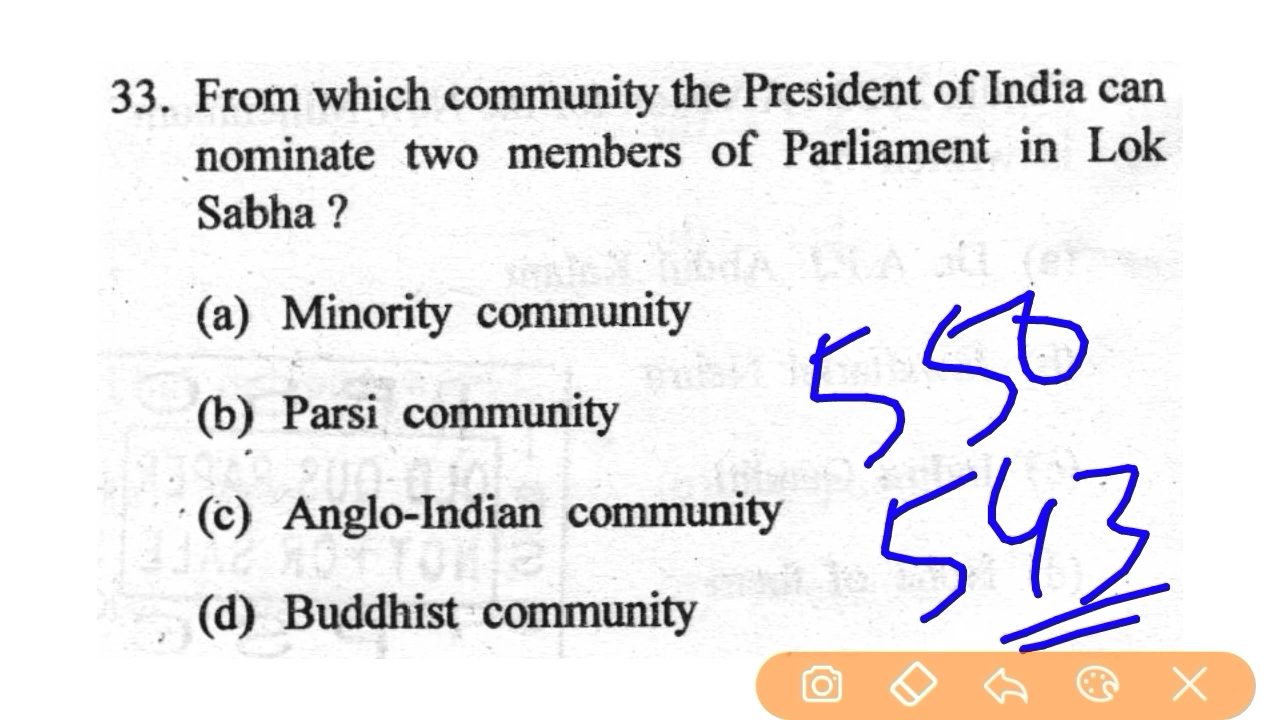 33. From which community the President of India can
nominate two members of Parliament in Lok
Sabha ?
(a) Minority community
(b) Parsi community
(c) Anglo-Indian community
(d) Buddhist community
550
543